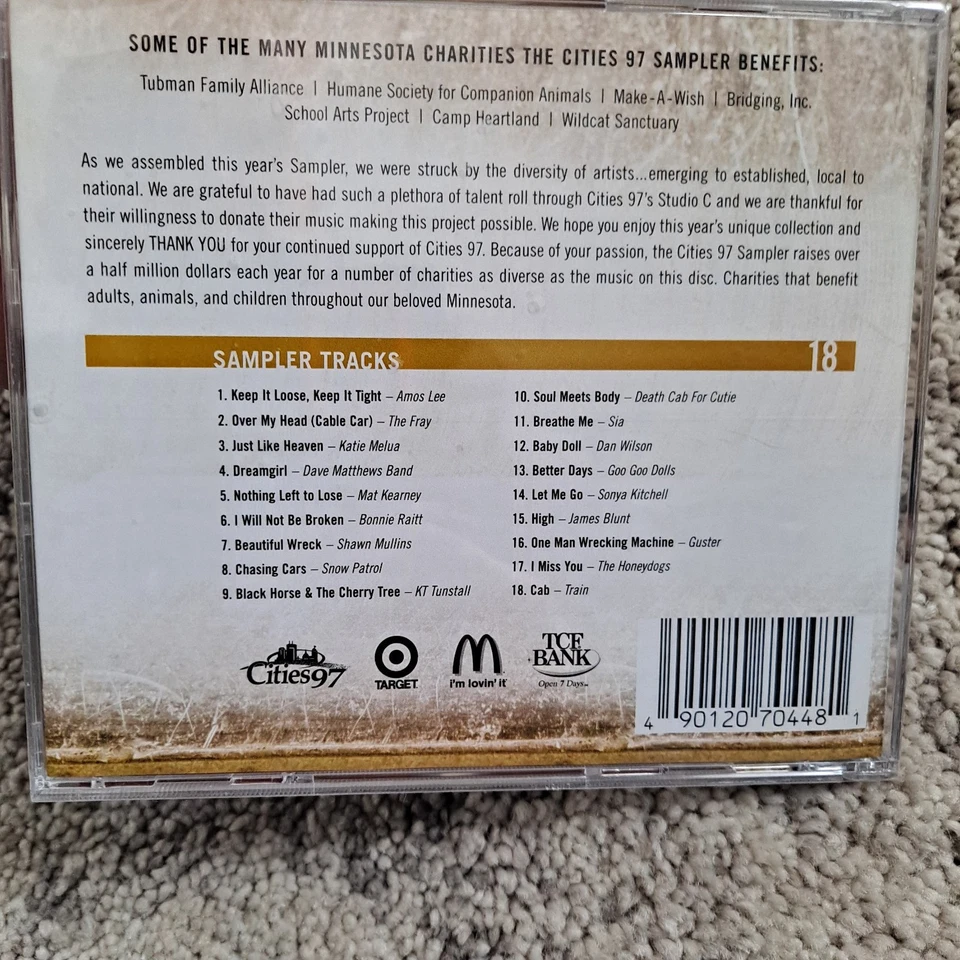 SOME OF THE MANY MINNESOTA CHARITIES THE CITIES 97 SAMPLER BENEFITS:
Tubman Family Alliance | Humane Society for Companion Animals | Make-A-Wish | Bridging, Inc.
School Arts Project | Camp Heartland | Wildcat Sanctuary
As we assembled this year's Sampler, we were struck by the diversity of artists...emerging to established, local to
national. We are grateful to have had such a plethora of talent roll through Cities 97's Studio C and we are thankful for
their willingness to donate their music making this project possible. We hope you enjoy this year's unique collection and
sincerely THANK YOU for your continued support of Cities 97. Because of your passion, the Cities 97 Sampler raises over
a half million dollars each year for a number of charities as diverse as the music on this disc. Charities that benefit
adults, animals, and children throughout our beloved Minnesota.
SAMPLER TRACKS 18
1. Keep It Loose, Keep It Tight – Amos Lee
2. Over My Head (Cable Car) – The Fray
3. Just Like Heaven – Katie Melua
4. Dreamgirl – Dave Matthews Band
5. Nothing Left to Lose – Mat Kearney
6. I Will Not Be Broken – Bonnie Raitt
7. Beautiful Wreck – Shawn Mullins
8. Chasing Cars – Snow Patrol
9. Black Horse & The Cherry Tree – KT Tunstall
10. Soul Meets Body – Death Cab For Cutie
11. Breathe Me – Sia
12. Baby Doll – Dan Wilson
13. Better Days – Goo Goo Dolls
14. Let Me Go – Sonya Kitchell
15. High – James Blunt
16. One Man Wrecking Machine – Guster
17. I Miss You – The Honeydogs
18. Cab – Train
Cities97
TARGET
i'm lovin' it
TCF
BANK
Open 7 Days
4 90120 70448 1